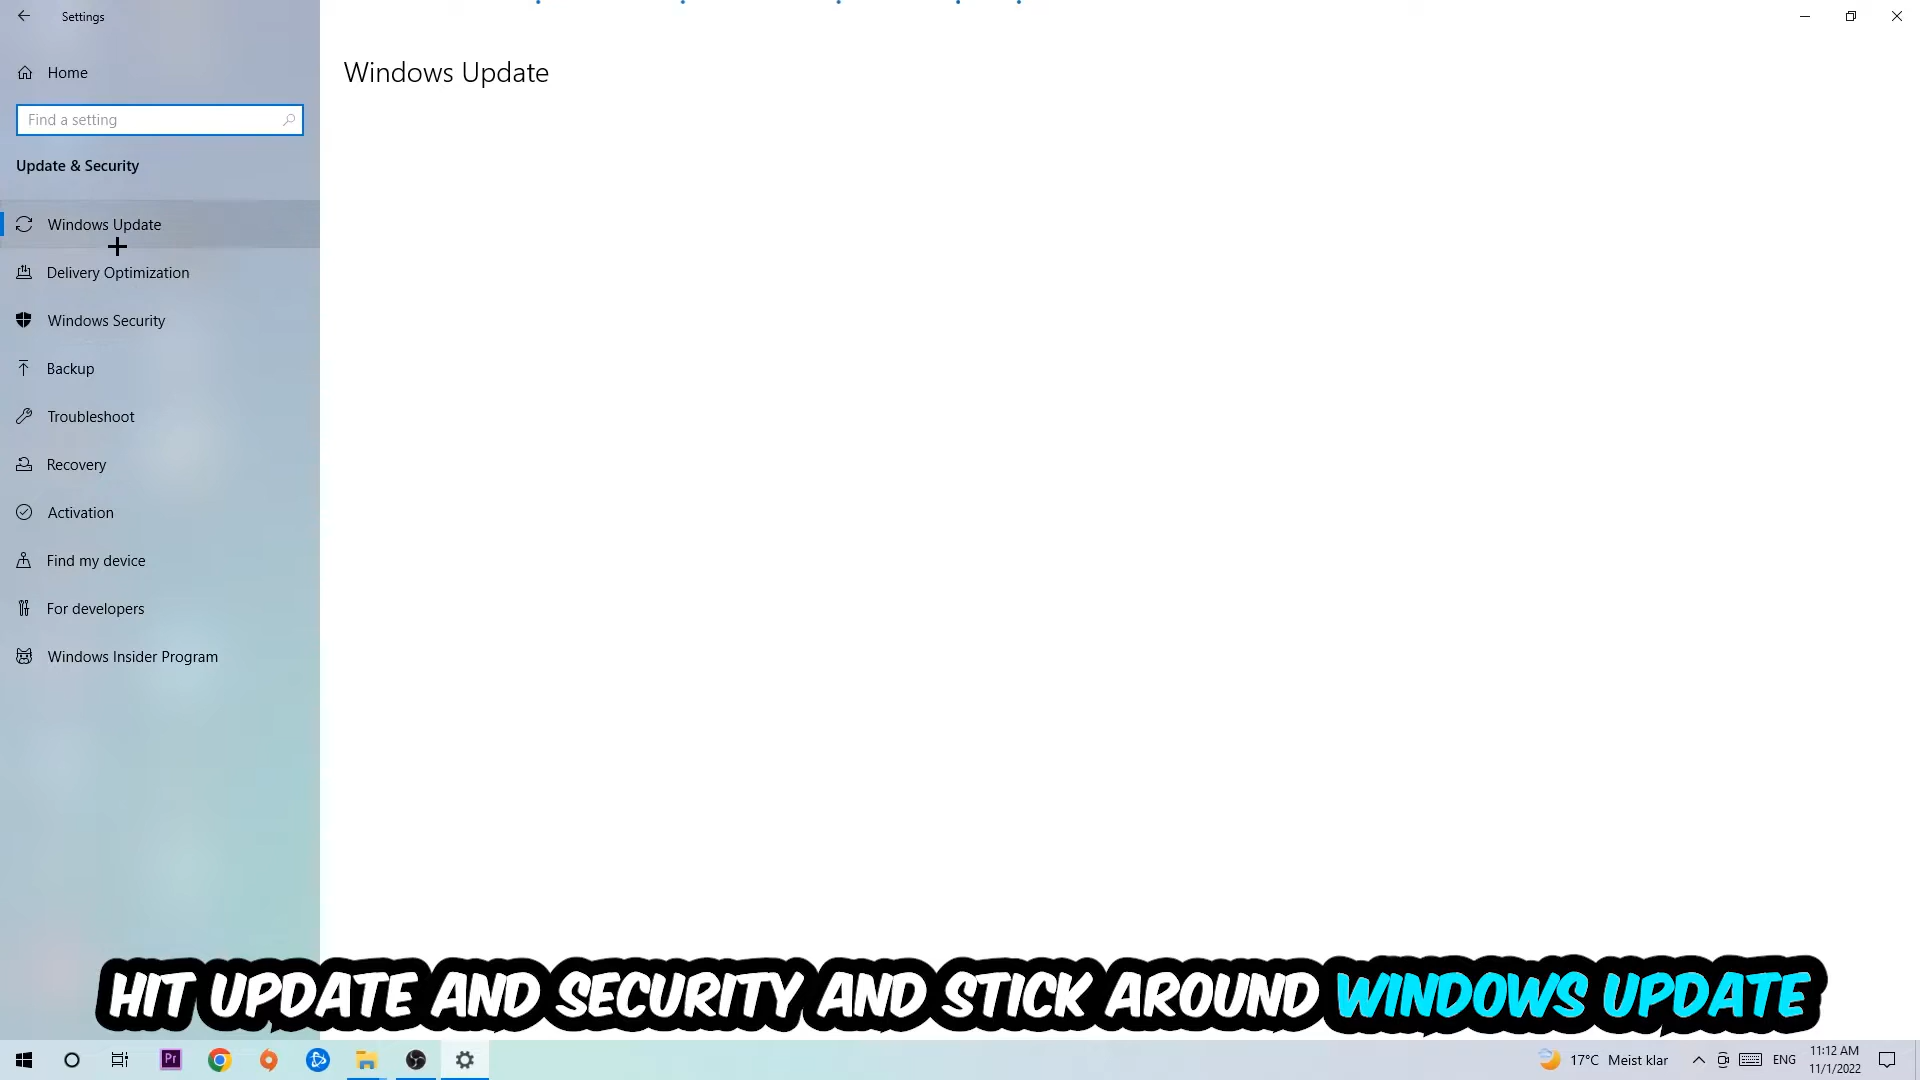 Settings
Home
Find a setting
Update & Security
Windows Update
Delivery Optimization
Windows Security
Backup
Troubleshoot
Recovery
Activation
Find my device
For developers
Windows Insider Program
Windows Update
HIT UPDATE AND SECURITY AND STICK AROUND WINDOWS UPDATE
Pr
17°C Meist klar
ENG
11:12 AM
11/1/2022